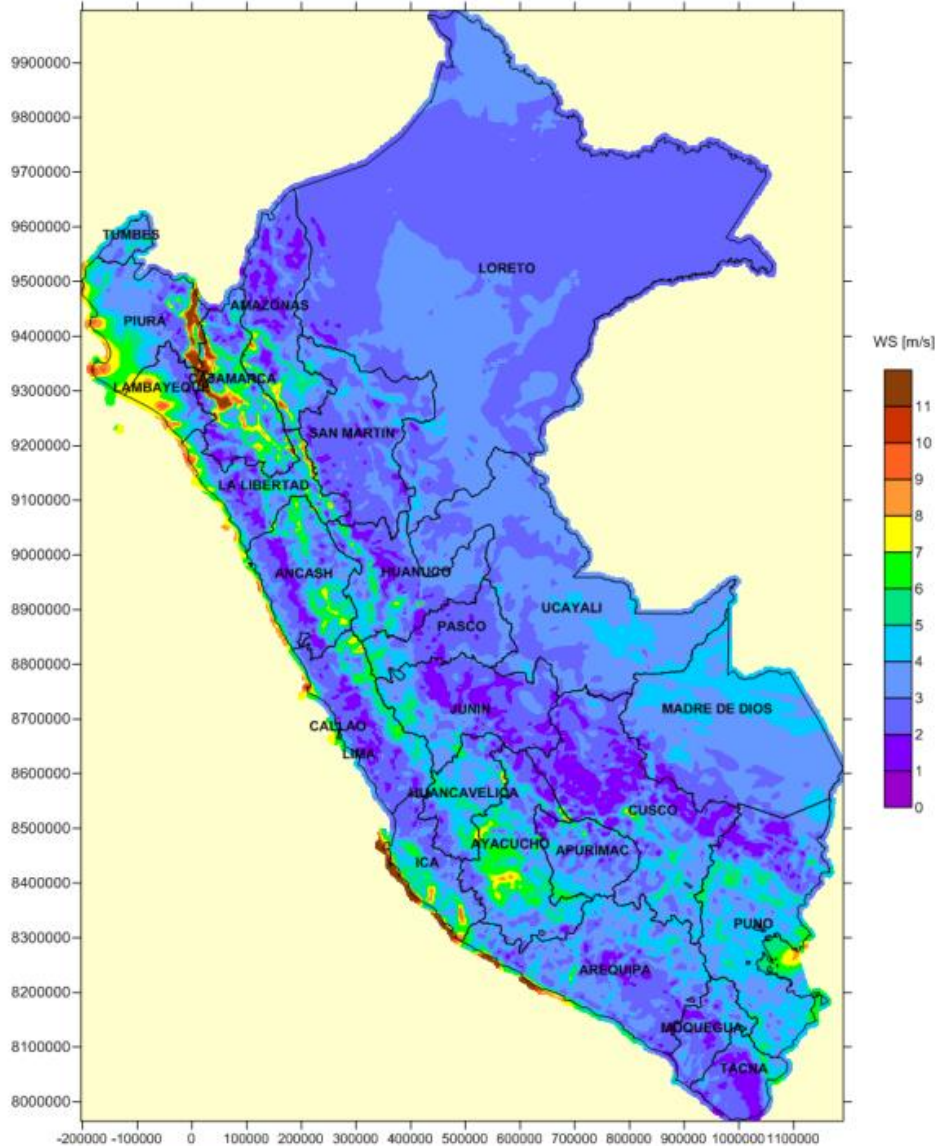 9900000
9800000
9700000
9600000
TUMBES
LORETO
9500000
AMAZONAS
PIURA
9400000
WS [m/s]
CAJAMARCA
LAMBAYEQUE
9300000
11
SAN MARTIN
10
9200000
9
LA LIBERTAD
8
9100000
7
9000000
6
ANCASH
HUANUCO
5
8900000
UCAYALI
PASCO
4
8800000
3
MADRE DE DIOS
JUNIN
2
8700000
CALLAO
1
LIMA
0
8600000
HUANCAVELICA
CUSCO
8500000
AYACUCHO
APURIMAC
ICA
8400000
PUNO
8300000
AREQUIPA
8200000
MOQUEGUA
8100000
TACNA
8000000
-200000 -100000 0 100000 200000 300000 400000 500000 600000 700000 800000 900000 1000000 1100000